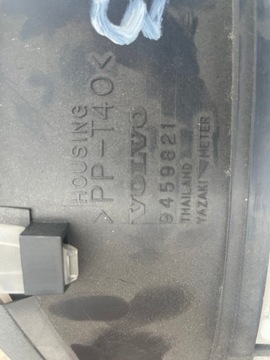 HOUSING
>PP-T40<
VOLVO
9459821
THAILAND
YAZAKI METER